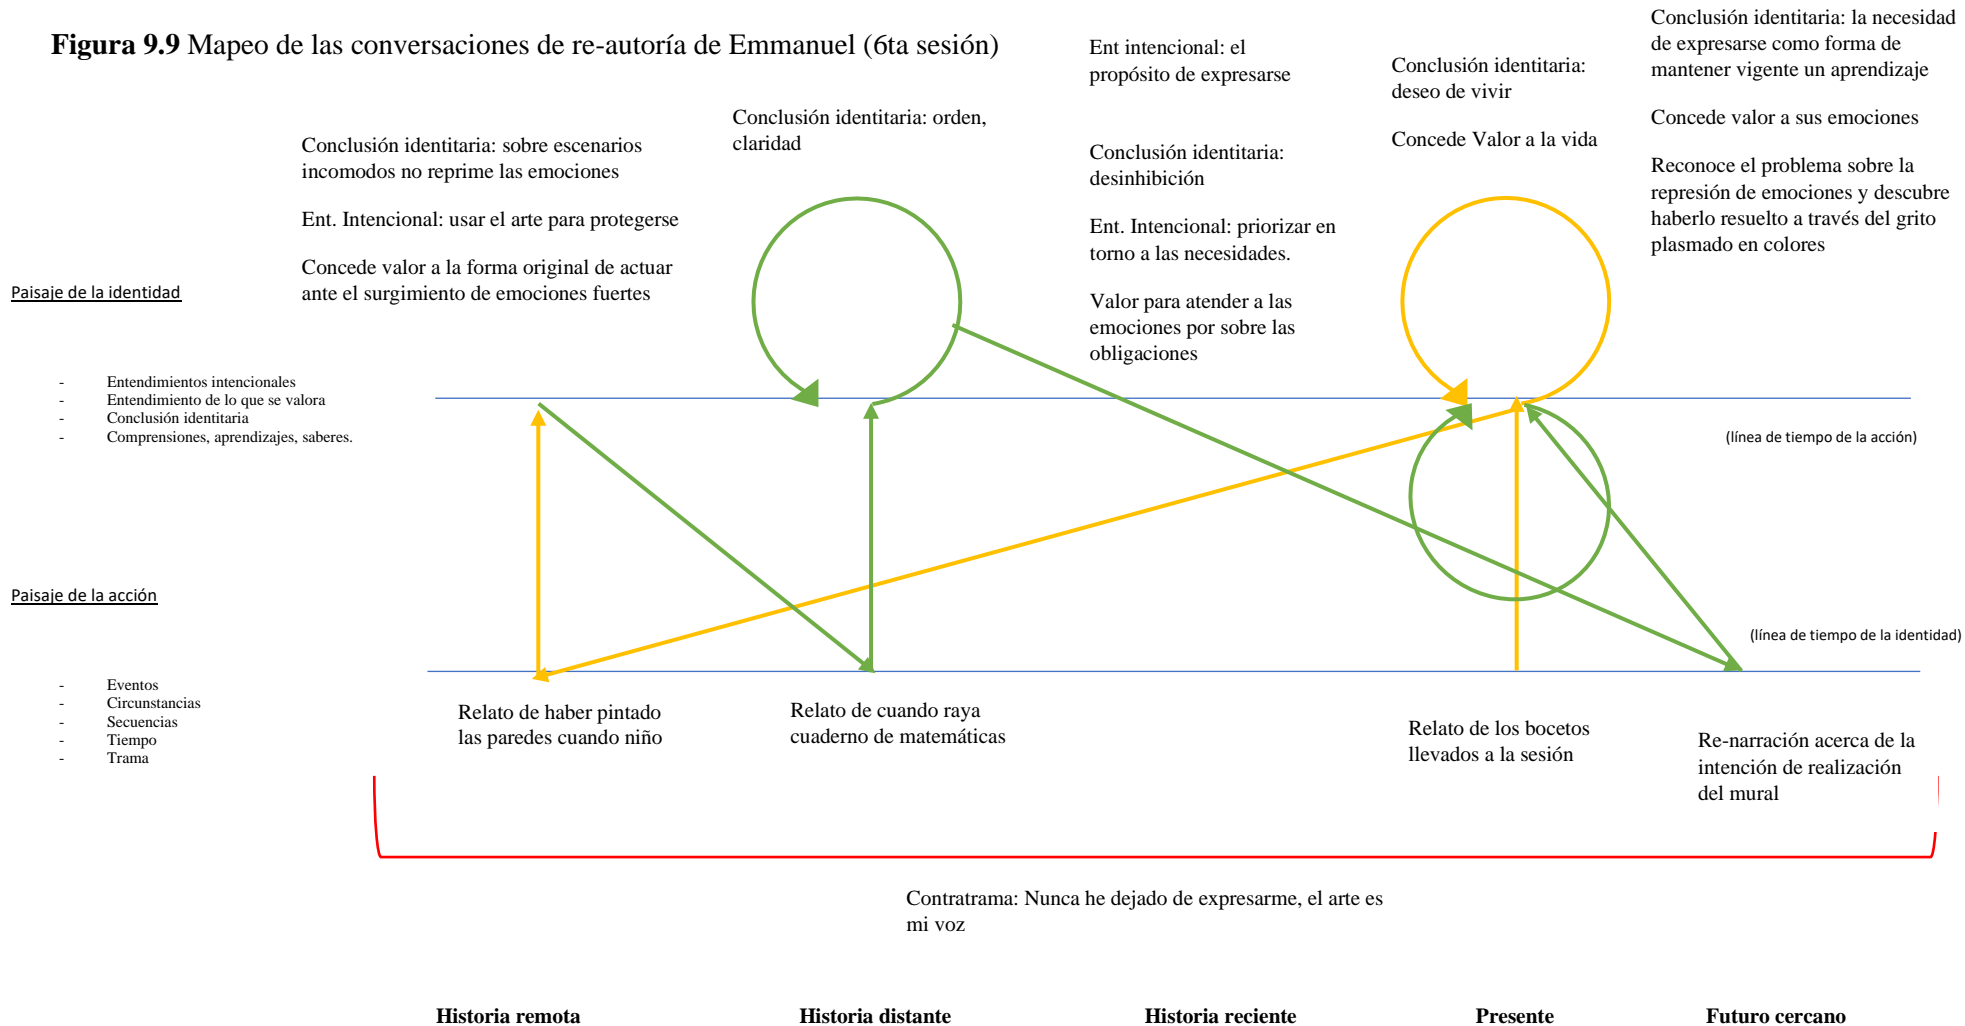 Figura 9.9 Mapeo de las conversaciones de re-autoría de Emmanuel (6ta sesión)
Conclusión identitaria: sobre escenarios
incomodos no reprime las emociones
Ent. Intencional: usar el arte para protegerse
Concede valor a la forma original de actuar
ante el surgimiento de emociones fuertes
Conclusión identitaria: orden,
claridad
Ent intencional: el
propósito de expresarse
Conclusión identitaria:
desinhibición
Ent. Intencional: priorizar en
torno a las necesidades.
Valor para atender a las
emociones por sobre las
obligaciones
Conclusión identitaria:
deseo de vivir
Concede Valor a la vida
Conclusión identitaria: la necesidad
de expresarse como forma de
mantener vigente un aprendizaje
Concede valor a sus emociones
Reconoce el problema sobre la
represión de emociones y descubre
haberlo resuelto a través del grito
plasmado en colores
Paisaje de la identidad
- Entendimientos intencionales
- Entendimiento de lo que se valora
- Conclusión identitaria
- Comprensiones, aprendizajes, saberes.
(línea de tiempo de la acción)
Paisaje de la acción
(línea de tiempo de la identidad)
- Eventos
- Circunstancias
- Secuencias
- Tiempo
- Trama
Relato de haber pintado
las paredes cuando niño
Relato de cuando raya
cuaderno de matemáticas
Relato de los bocetos
llevados a la sesión
Re-narración acerca de la
intención de realización
del mural
Contratrama: Nunca he dejado de expresarme, el arte es
mi voz
Historia remota
Historia distante
Historia reciente
Presente
Futuro cercano